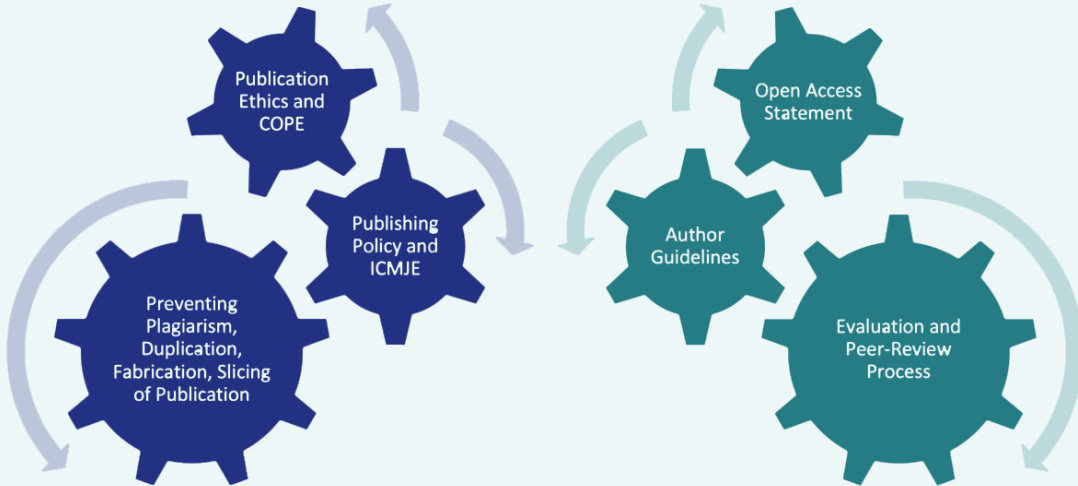 Publication
Ethics and
COPE
Publishing
Policy and
ICMJE
Preventing
Plagiarism,
Duplication,
Fabrication, Slicing
of Publication
Open Access
Statement
Author
Guidelines
Evaluation and
Peer-Review
Process